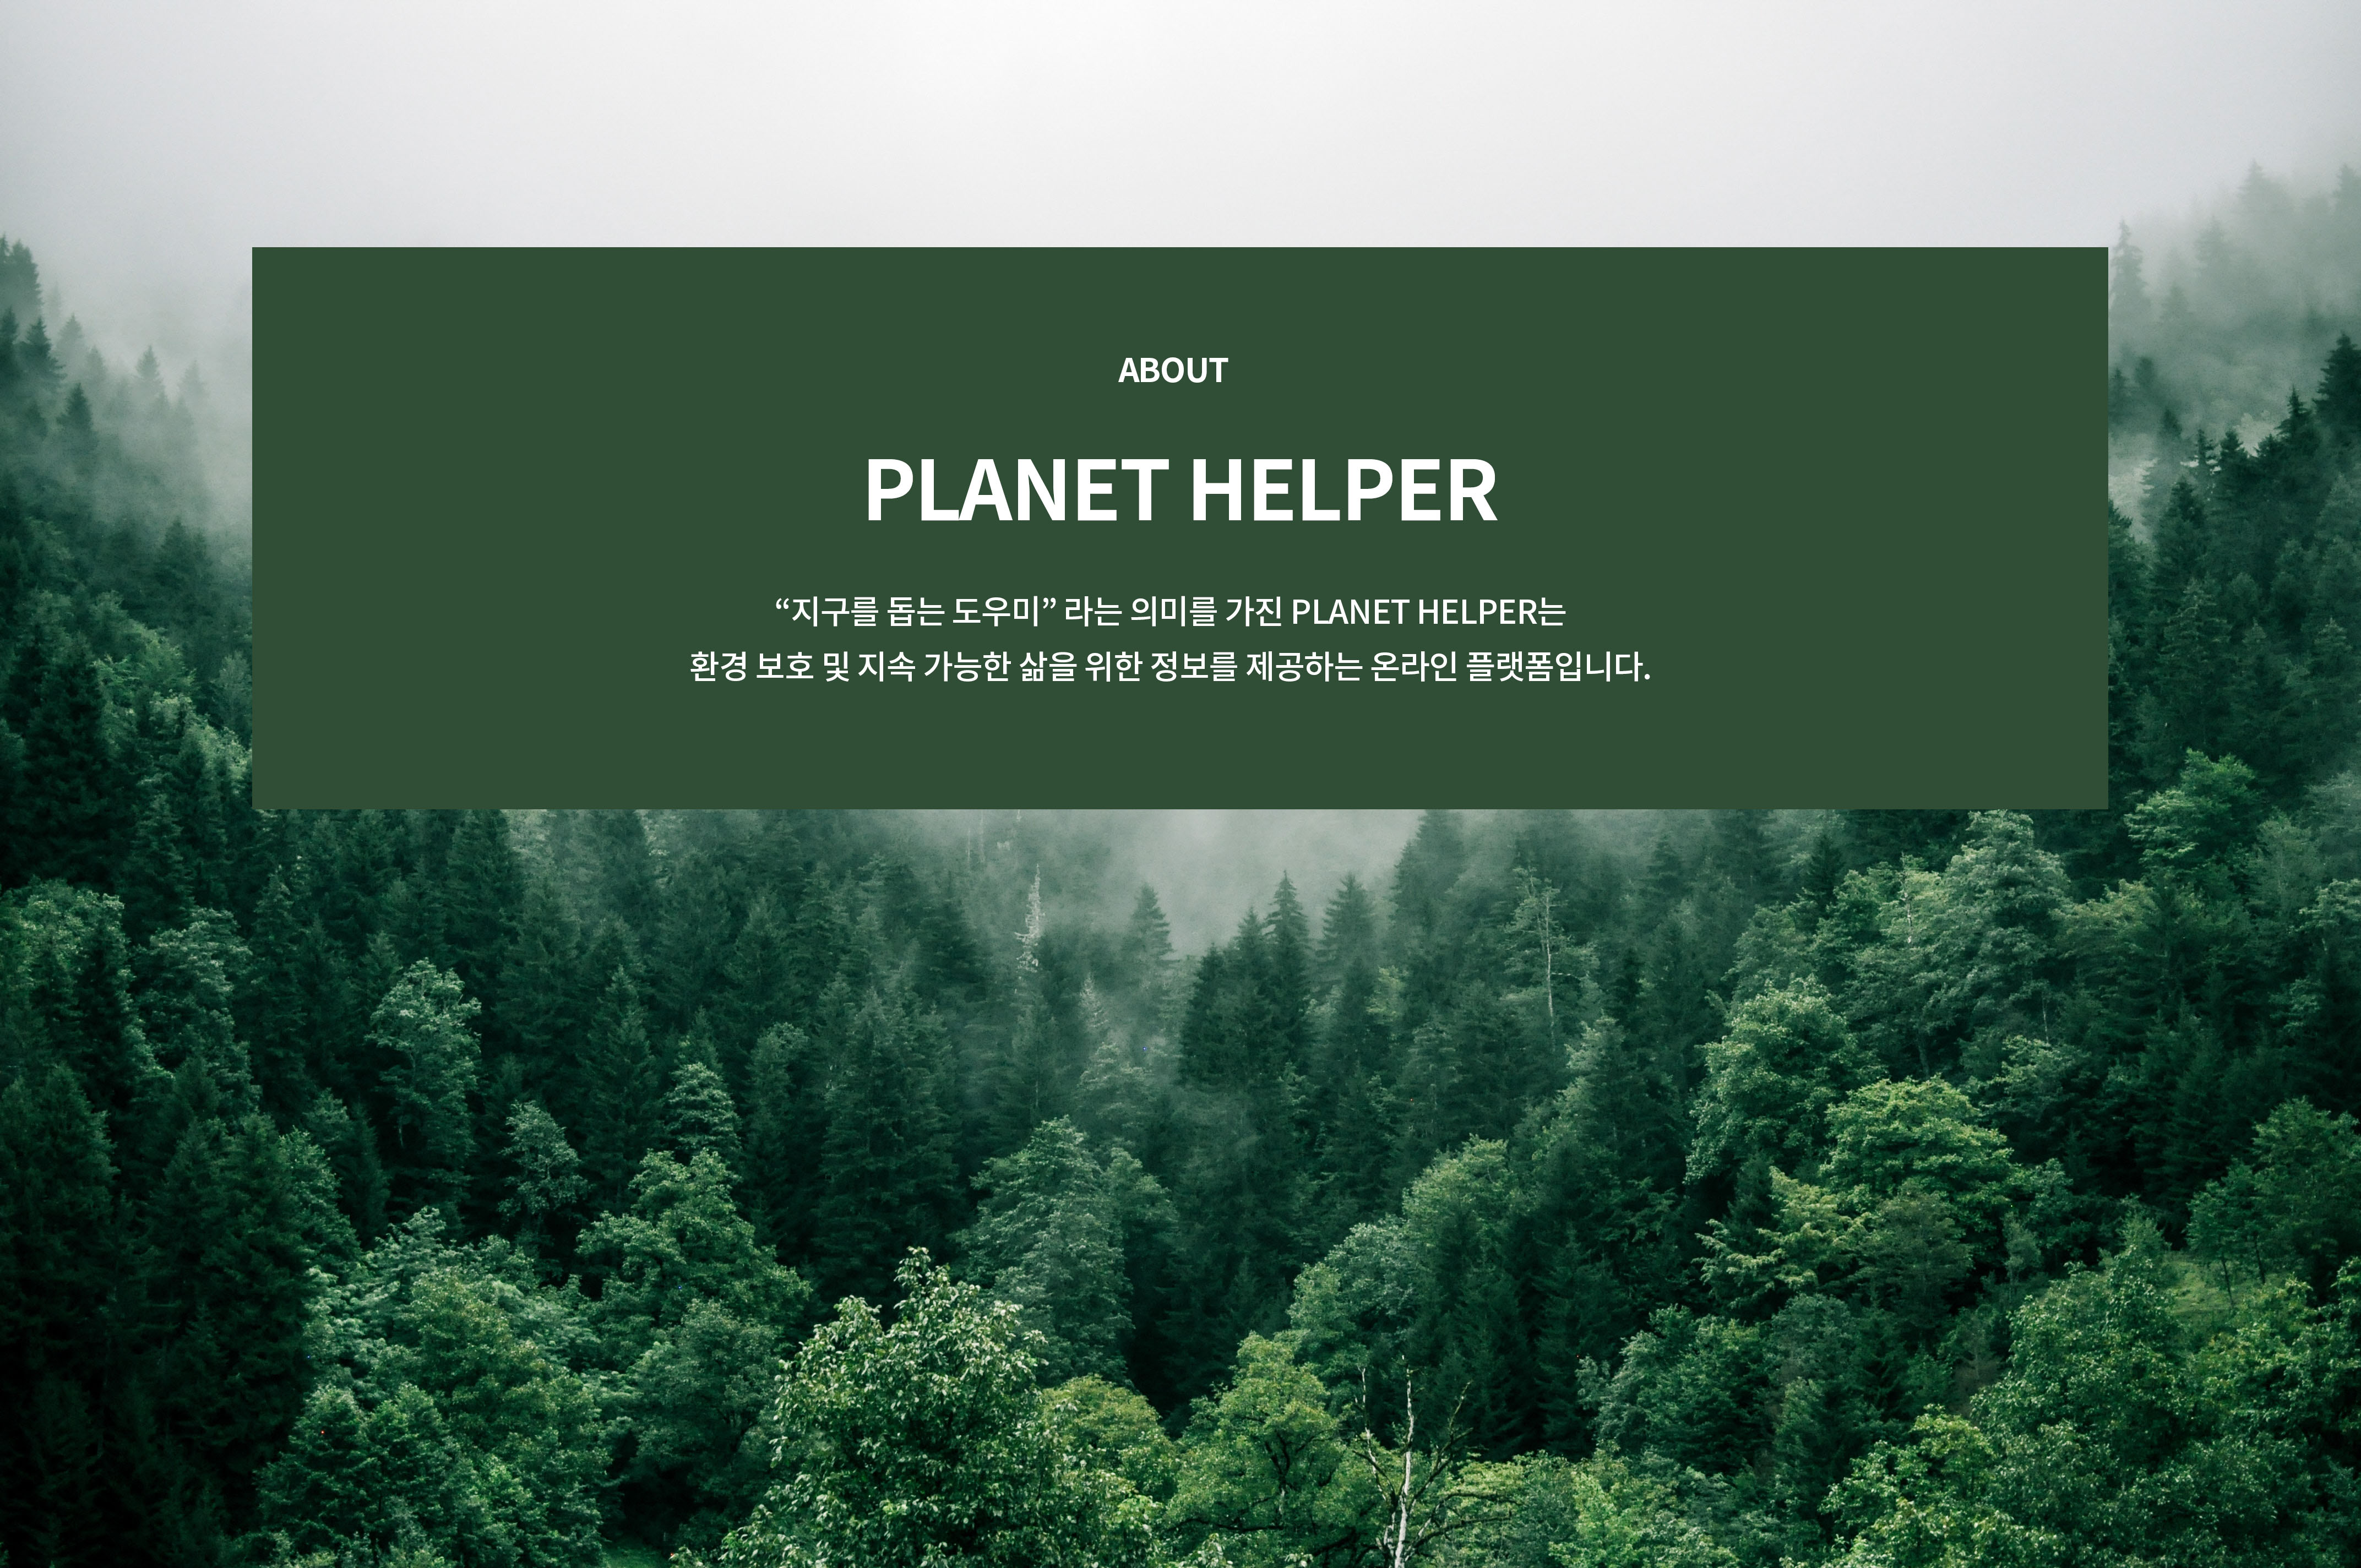 ABOUT
PLANET HELPER
“지구를 돕는 도우미” 라는 의미를 가진 PLANET HELPER는
환경 보호 및 지속 가능한 삶을 위한 정보를 제공하는 온라인 플랫폼입니다.